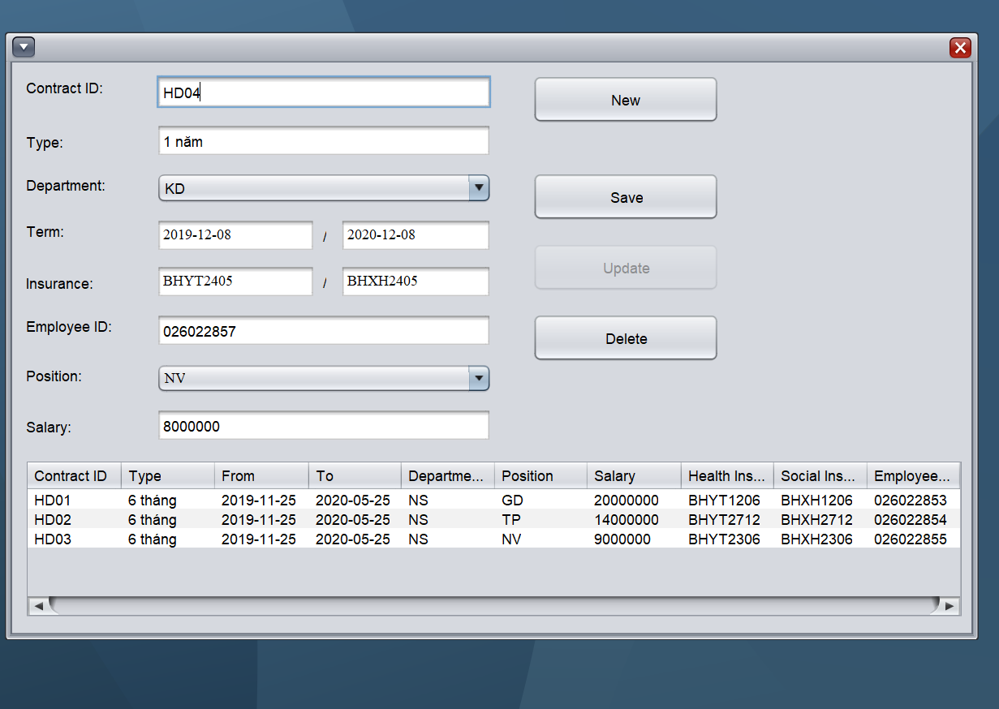 Contract ID: HD04 New
Type: 1 năm
Department: KD Save
Term: 2019-12-08 / 2020-12-08
Update
Insurance: BHYT2405 / BHXH2405
Employee ID: 026022857 Delete
Position: NV
Salary: 8000000
Contract ID Type From To Departme... Position Salary Health Ins... Social Ins... Employee...
HD01 6 tháng 2019-11-25 2020-05-25 NS GD 20000000 BHYT1206 BHXH1206 026022853
HD02 6 tháng 2019-11-25 2020-05-25 NS TP 14000000 BHYT2712 BHXH2712 026022854
HD03 6 tháng 2019-11-25 2020-05-25 NS NV 9000000 BHYT2306 BHXH2306 026022855